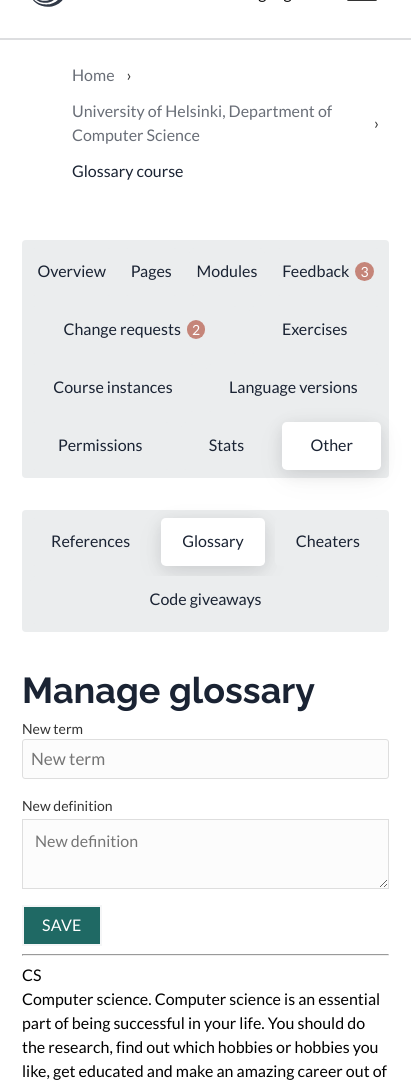 Home ›
University of Helsinki, Department of
Computer Science ›
Glossary course
Overview Pages Modules Feedback 3
Change requests 2 Exercises
Course instances Language versions
Permissions Stats Other
References Glossary Cheaters
Code giveaways
Manage glossary
New term
New term
New definition
New definition
SAVE
CS
Computer science. Computer science is an essential
part of being successful in your life. You should do
the research, find out which hobbies or hobbies you
like, get educated and make an amazing career out of